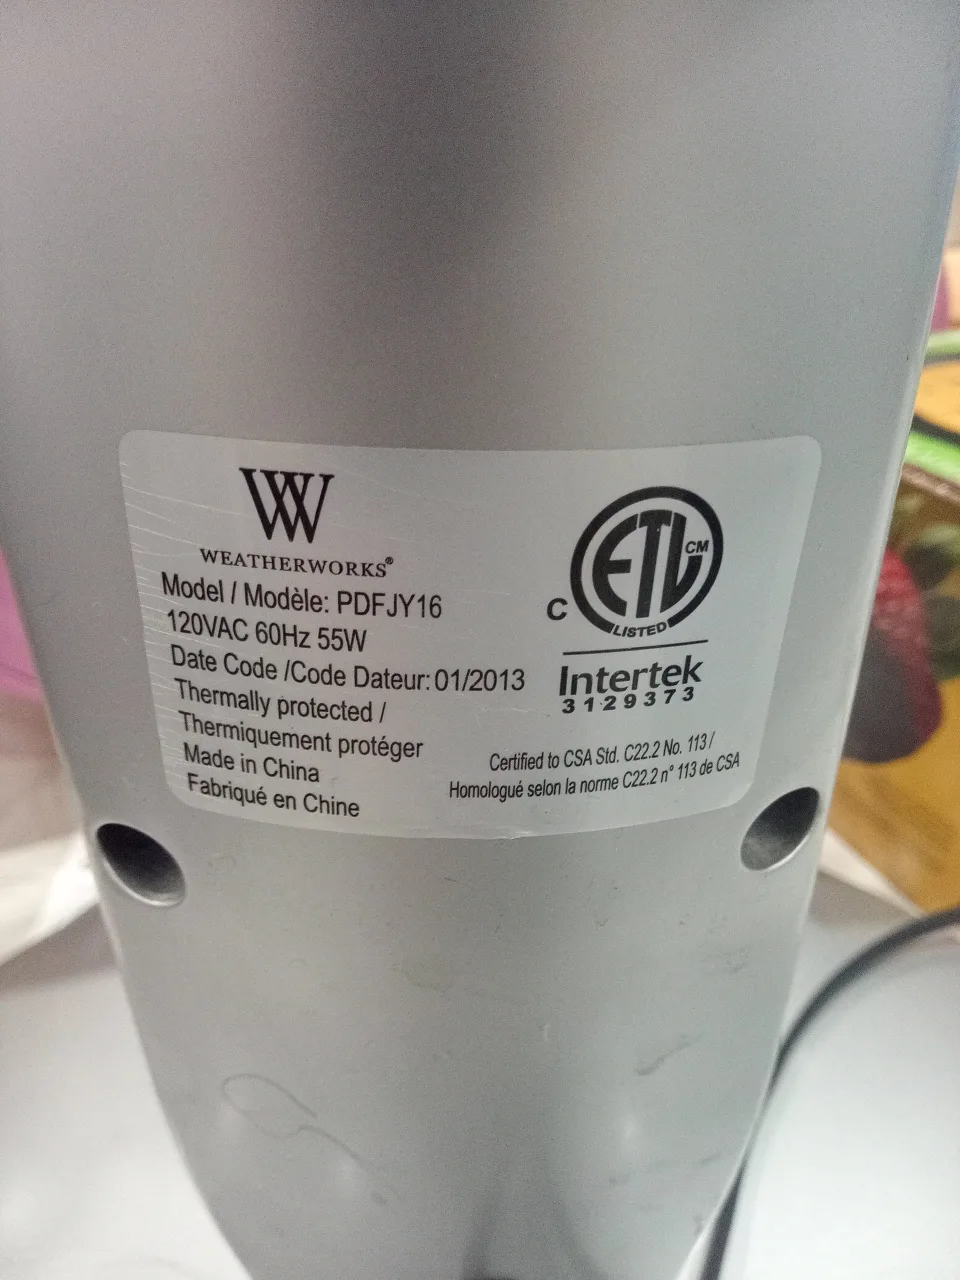 W
WEATHERWORKS®
Model / Modèle: PDFJY16
120VAC 60Hz 55W
Date Code /Code Dateur: 01/2013
Thermally protected /
Thermiquement protéger
Made in China
Fabriqué en Chine
ETL CM
C
LISTED
Intertek
3129373
Certified to CSA Std. C22.2 No. 113 /
Homologué selon la norme C22.2 n° 113 de CSA